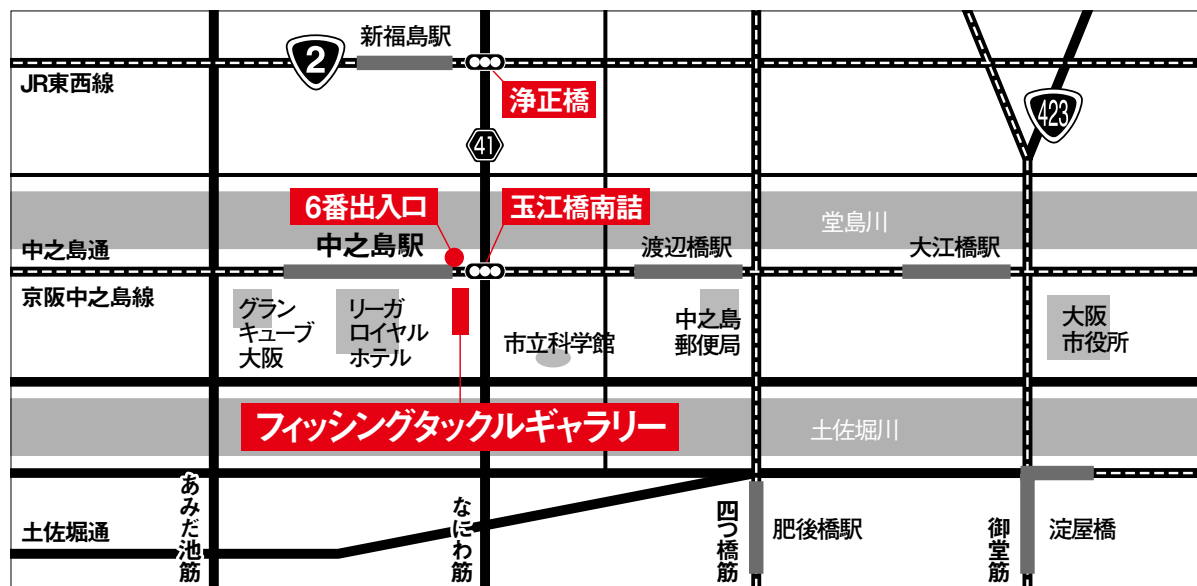 新福島駅
2
JR東西線
浄正橋
423
41
6番出入口
玉江橋南詰
堂島川
中之島通
中之島駅
渡辺橋駅
大江橋駅
京阪中之島線
グラン
キューブ
大阪
リーガ
ロイヤル
ホテル
市立科学館
中之島
郵便局
大阪
市役所
フィッシングタックルギャラリー
土佐堀川
あみだ池筋
なにわ筋
四つ橋筋
御堂筋
土佐堀通
肥後橋駅
淀屋橋